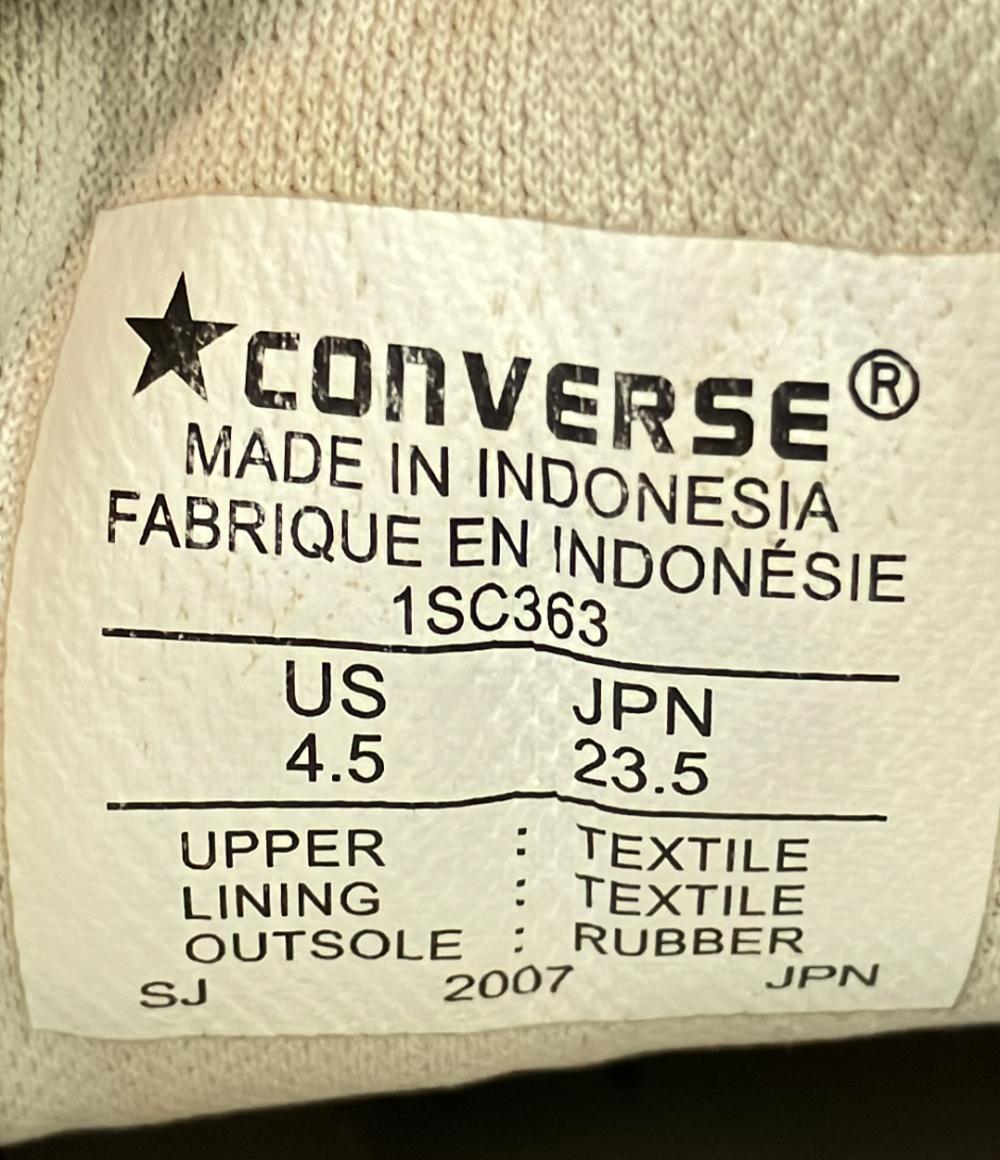 ★CONVERSE®
MADE IN INDONESIA
FABRIQUE EN INDONÉSIE
1SC363
US JPN
4.5 23.5
UPPER : TEXTILE
LINING : TEXTILE
OUTSOLE : RUBBER
SJ 2007 JPN